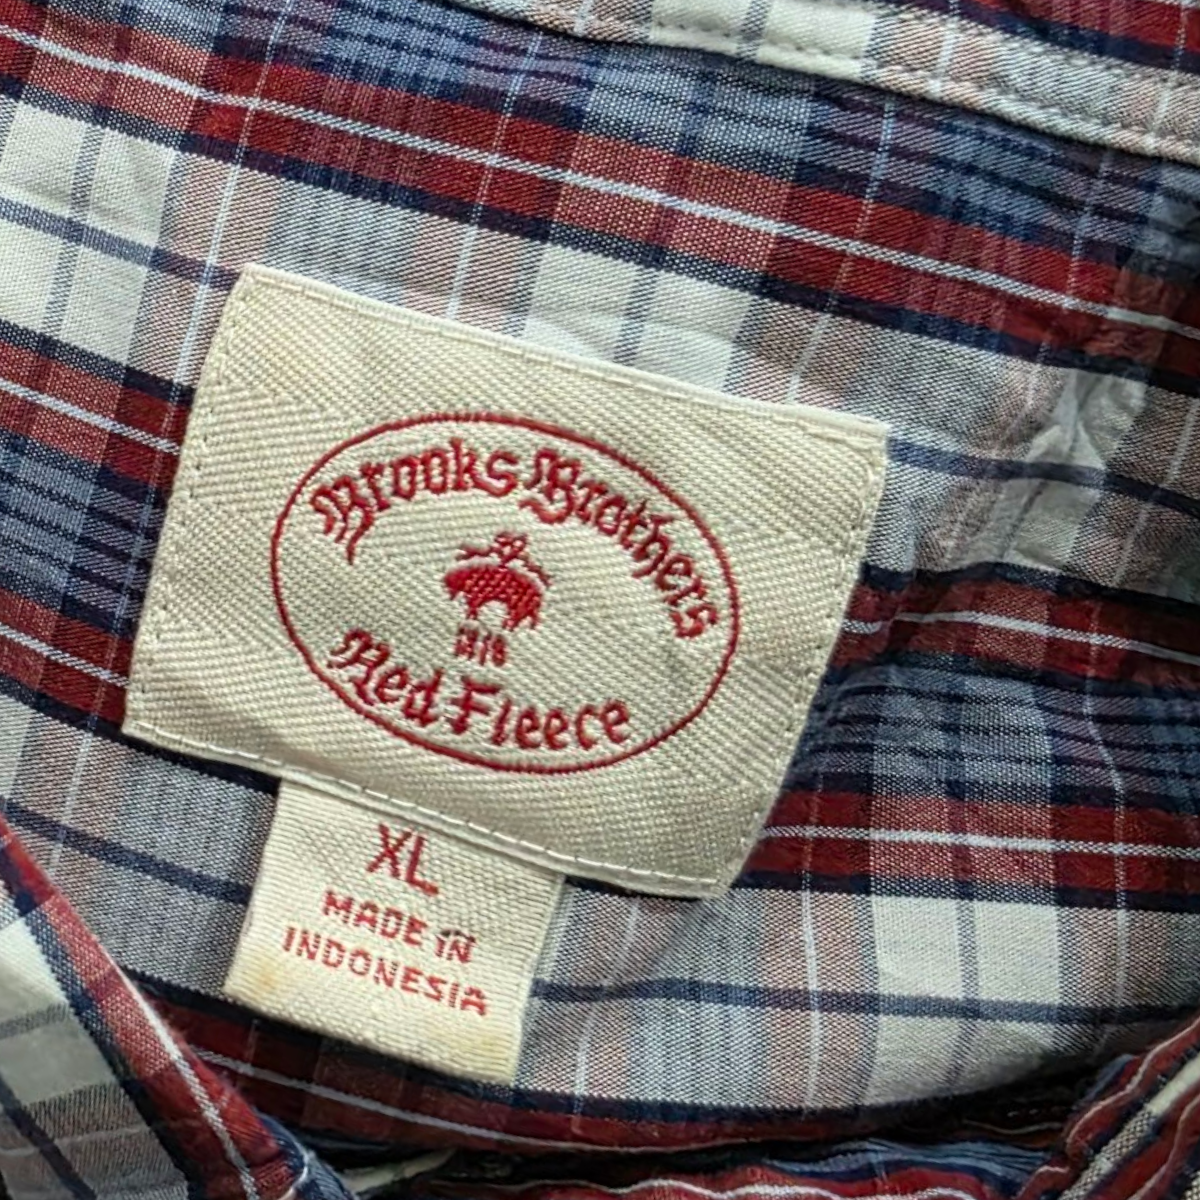 Brooks Brothers
1818
Red Fleece
XL
MADE IN
INDONESIA